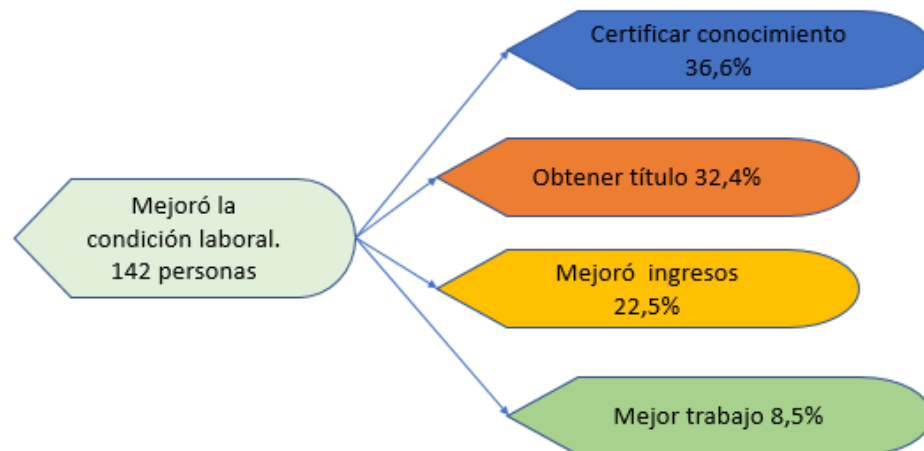 Mejoró la
condición laboral.
142 personas
Certificar conocimiento
36,6%
Obtener título 32,4%
Mejoró ingresos
22,5%
Mejor trabajo 8,5%